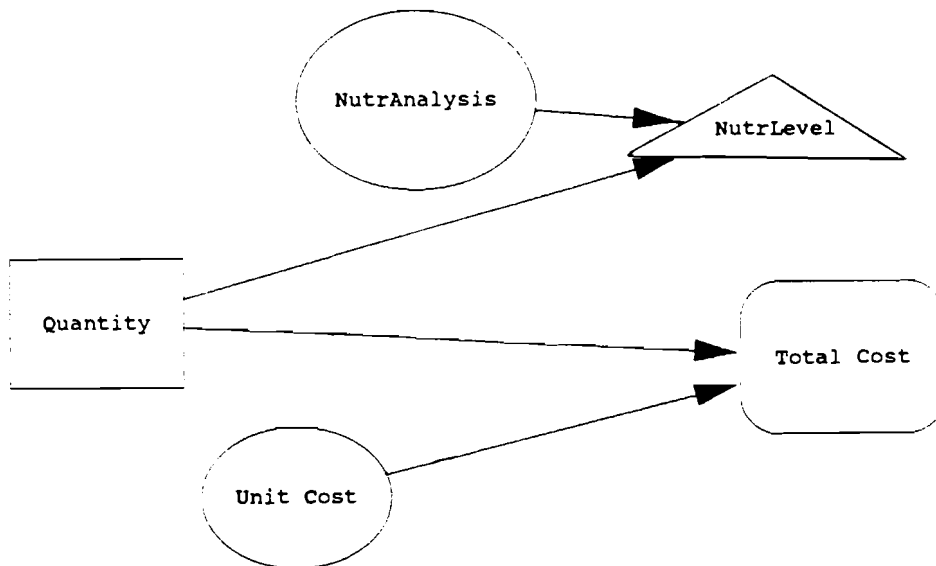 NutrAnalysis
NutrLevel
Quantity
Total Cost
Unit Cost